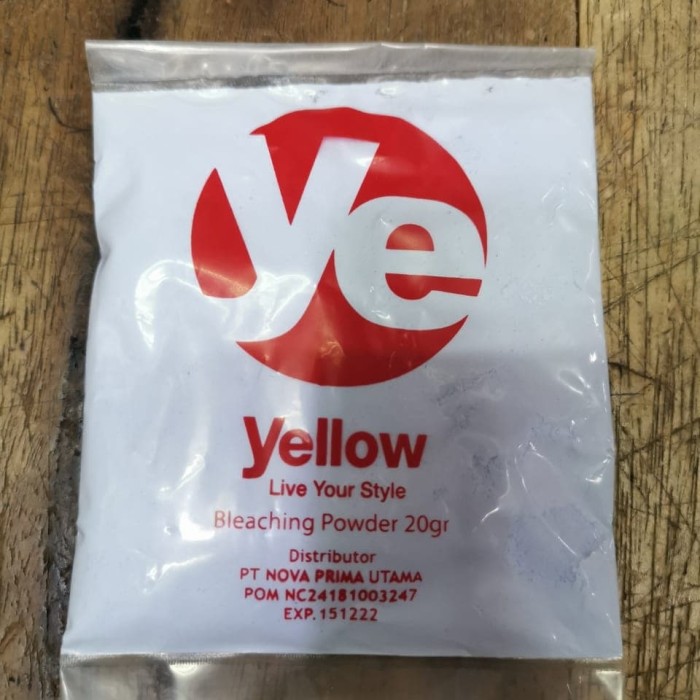 ye
yellow
Live Your Style
Bleaching Powder 20gr
Distributor
PT NOVA PRIMA UTAMA
POM NC24181003247
EXP. 151222